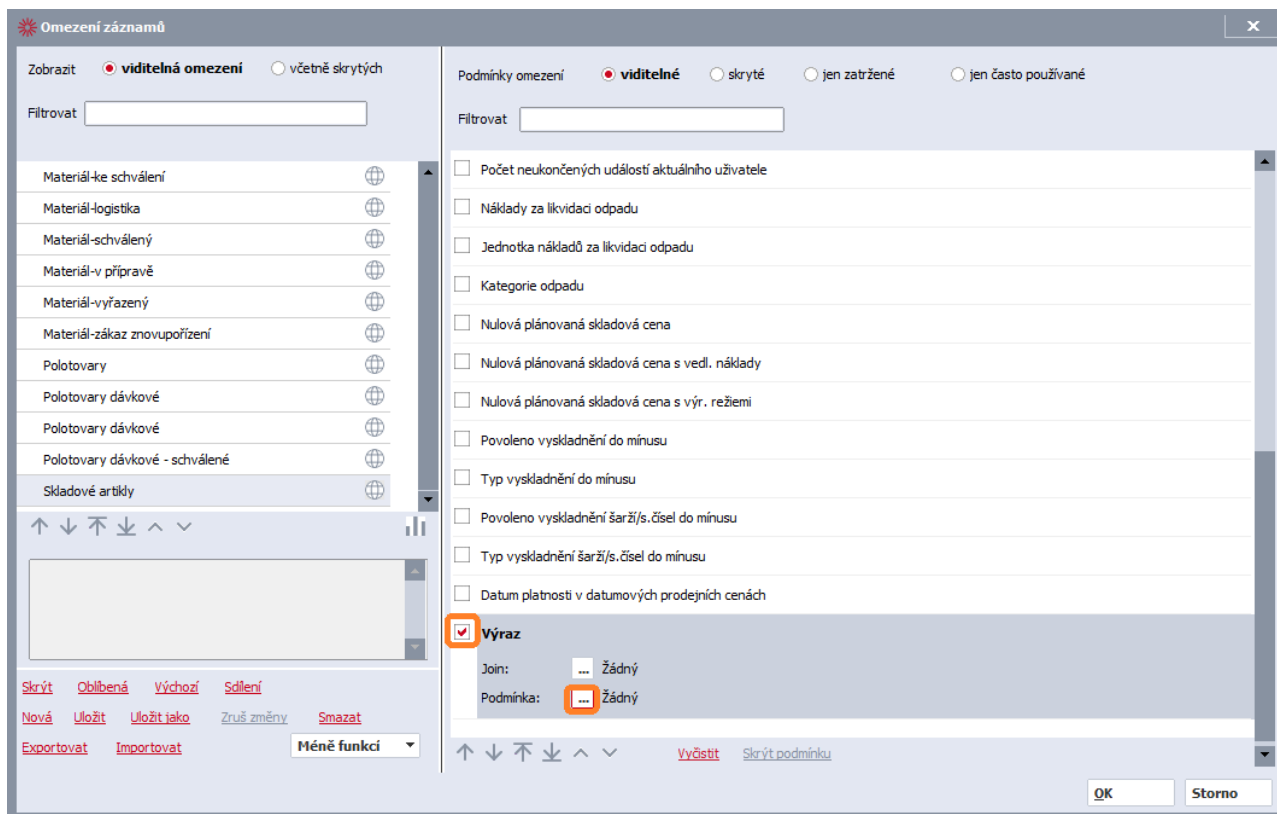 Omezení záznamů
Zobrazit viditelná omezení včetně skrytých
Filtrovat
Materiál-ke schválení
Materiál-logistika
Materiál-schválený
Materiál-v přípravě
Materiál-vyřazený
Materiál-zákaz znovupořízení
Polotovary
Polotovary dávkové
Polotovary dávkové
Polotovary dávkové - schválené
Skladové artikly
Skrýt Oblíbená Výchozí Sdílení
Nová Uložit Uložit jako Zruš změny Smazat
Exportovat Importovat Méně funkcí
Podmínky omezení viditelné skryté jen zatržené jen často používané
Filtrovat
Počet neukončených událostí aktuálního uživatele
Náklady za likvidaci odpadu
Jednotka nákladů za likvidaci odpadu
Kategorie odpadu
Nulová plánovaná skladová cena
Nulová plánovaná skladová cena s vedl. náklady
Nulová plánovaná skladová cena s výr. režiemi
Povoleno vyskladnění do mínusu
Typ vyskladnění do mínusu
Povoleno vyskladnění šarží/s.čísel do mínusu
Typ vyskladnění šarží/s.čísel do mínusu
Datum platnosti v datumových prodejních cenách
Výraz
Join: ... Žádný
Podmínka: ... Žádný
Vyčistit Skrýt podmínku
OK Storno